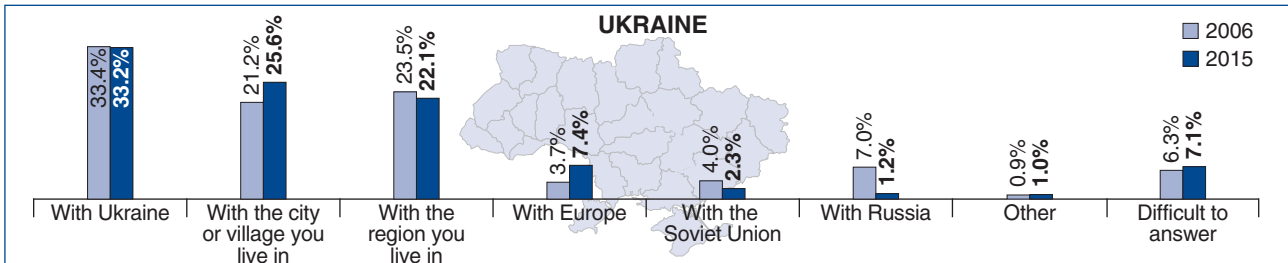 UKRAINE
2006
2015
33.4%
33.2%
21.2%
25.6%
23.5%
22.1%
3.7%
7.4%
4.0%
2.3%
7.0%
1.2%
0.9%
1.0%
6.3%
7.1%
With Ukraine
With the city
or village you
live in
With the
region you
live in
With Europe
With the
Soviet Union
With Russia
Other
Difficult to
answer